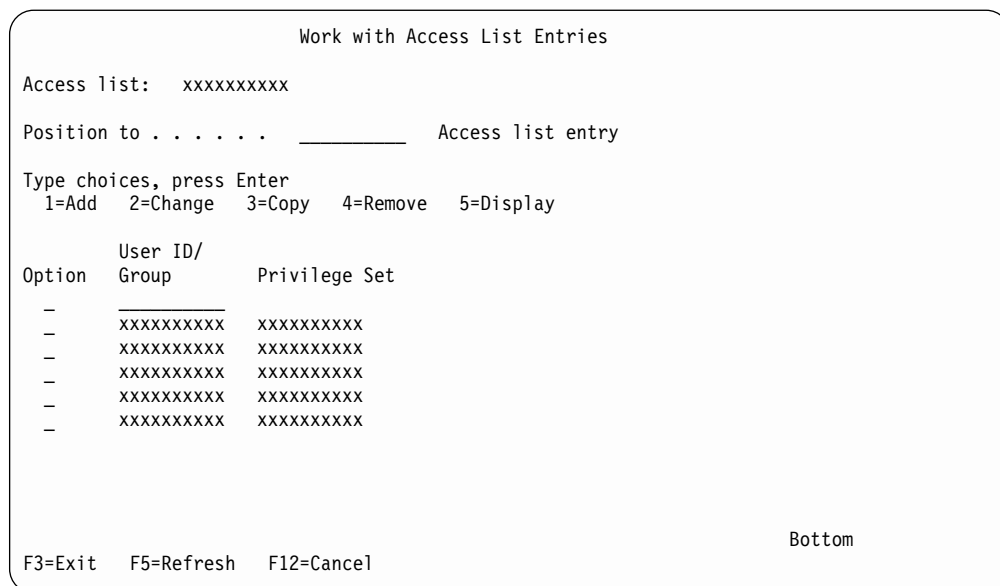 Work with Access List Entries
Access list: xxxxxxxxxx
Position to . . . . . . __________ Access list entry
Type choices, press Enter
1=Add 2=Change 3=Copy 4=Remove 5=Display
User ID/
Option Group Privilege Set
_ __________
_ xxxxxxxxxx xxxxxxxxxx
_ xxxxxxxxxx xxxxxxxxxx
_ xxxxxxxxxx xxxxxxxxxx
_ xxxxxxxxxx xxxxxxxxxx
_ xxxxxxxxxx xxxxxxxxxx
Bottom
F3=Exit F5=Refresh F12=Cancel